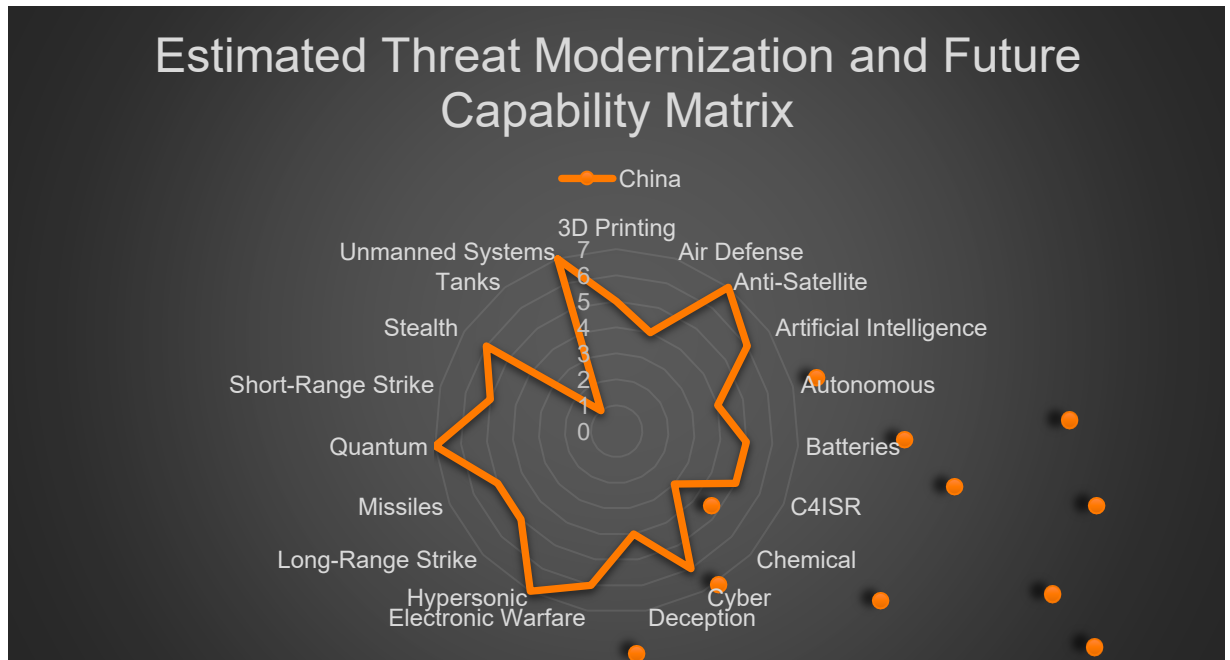 Estimated Threat Modernization and Future
Capability Matrix
China
3D Printing
Unmanned Systems
7
Air Defense
Tanks
6
Anti-Satellite
5
Stealth
4
Artificial Intelligence
3
Short-Range Strike
2
Autonomous
1
Quantum
0
Batteries
Missiles
C4ISR
Long-Range Strike
Chemical
Hypersonic
Cyber
Electronic Warfare
Deception